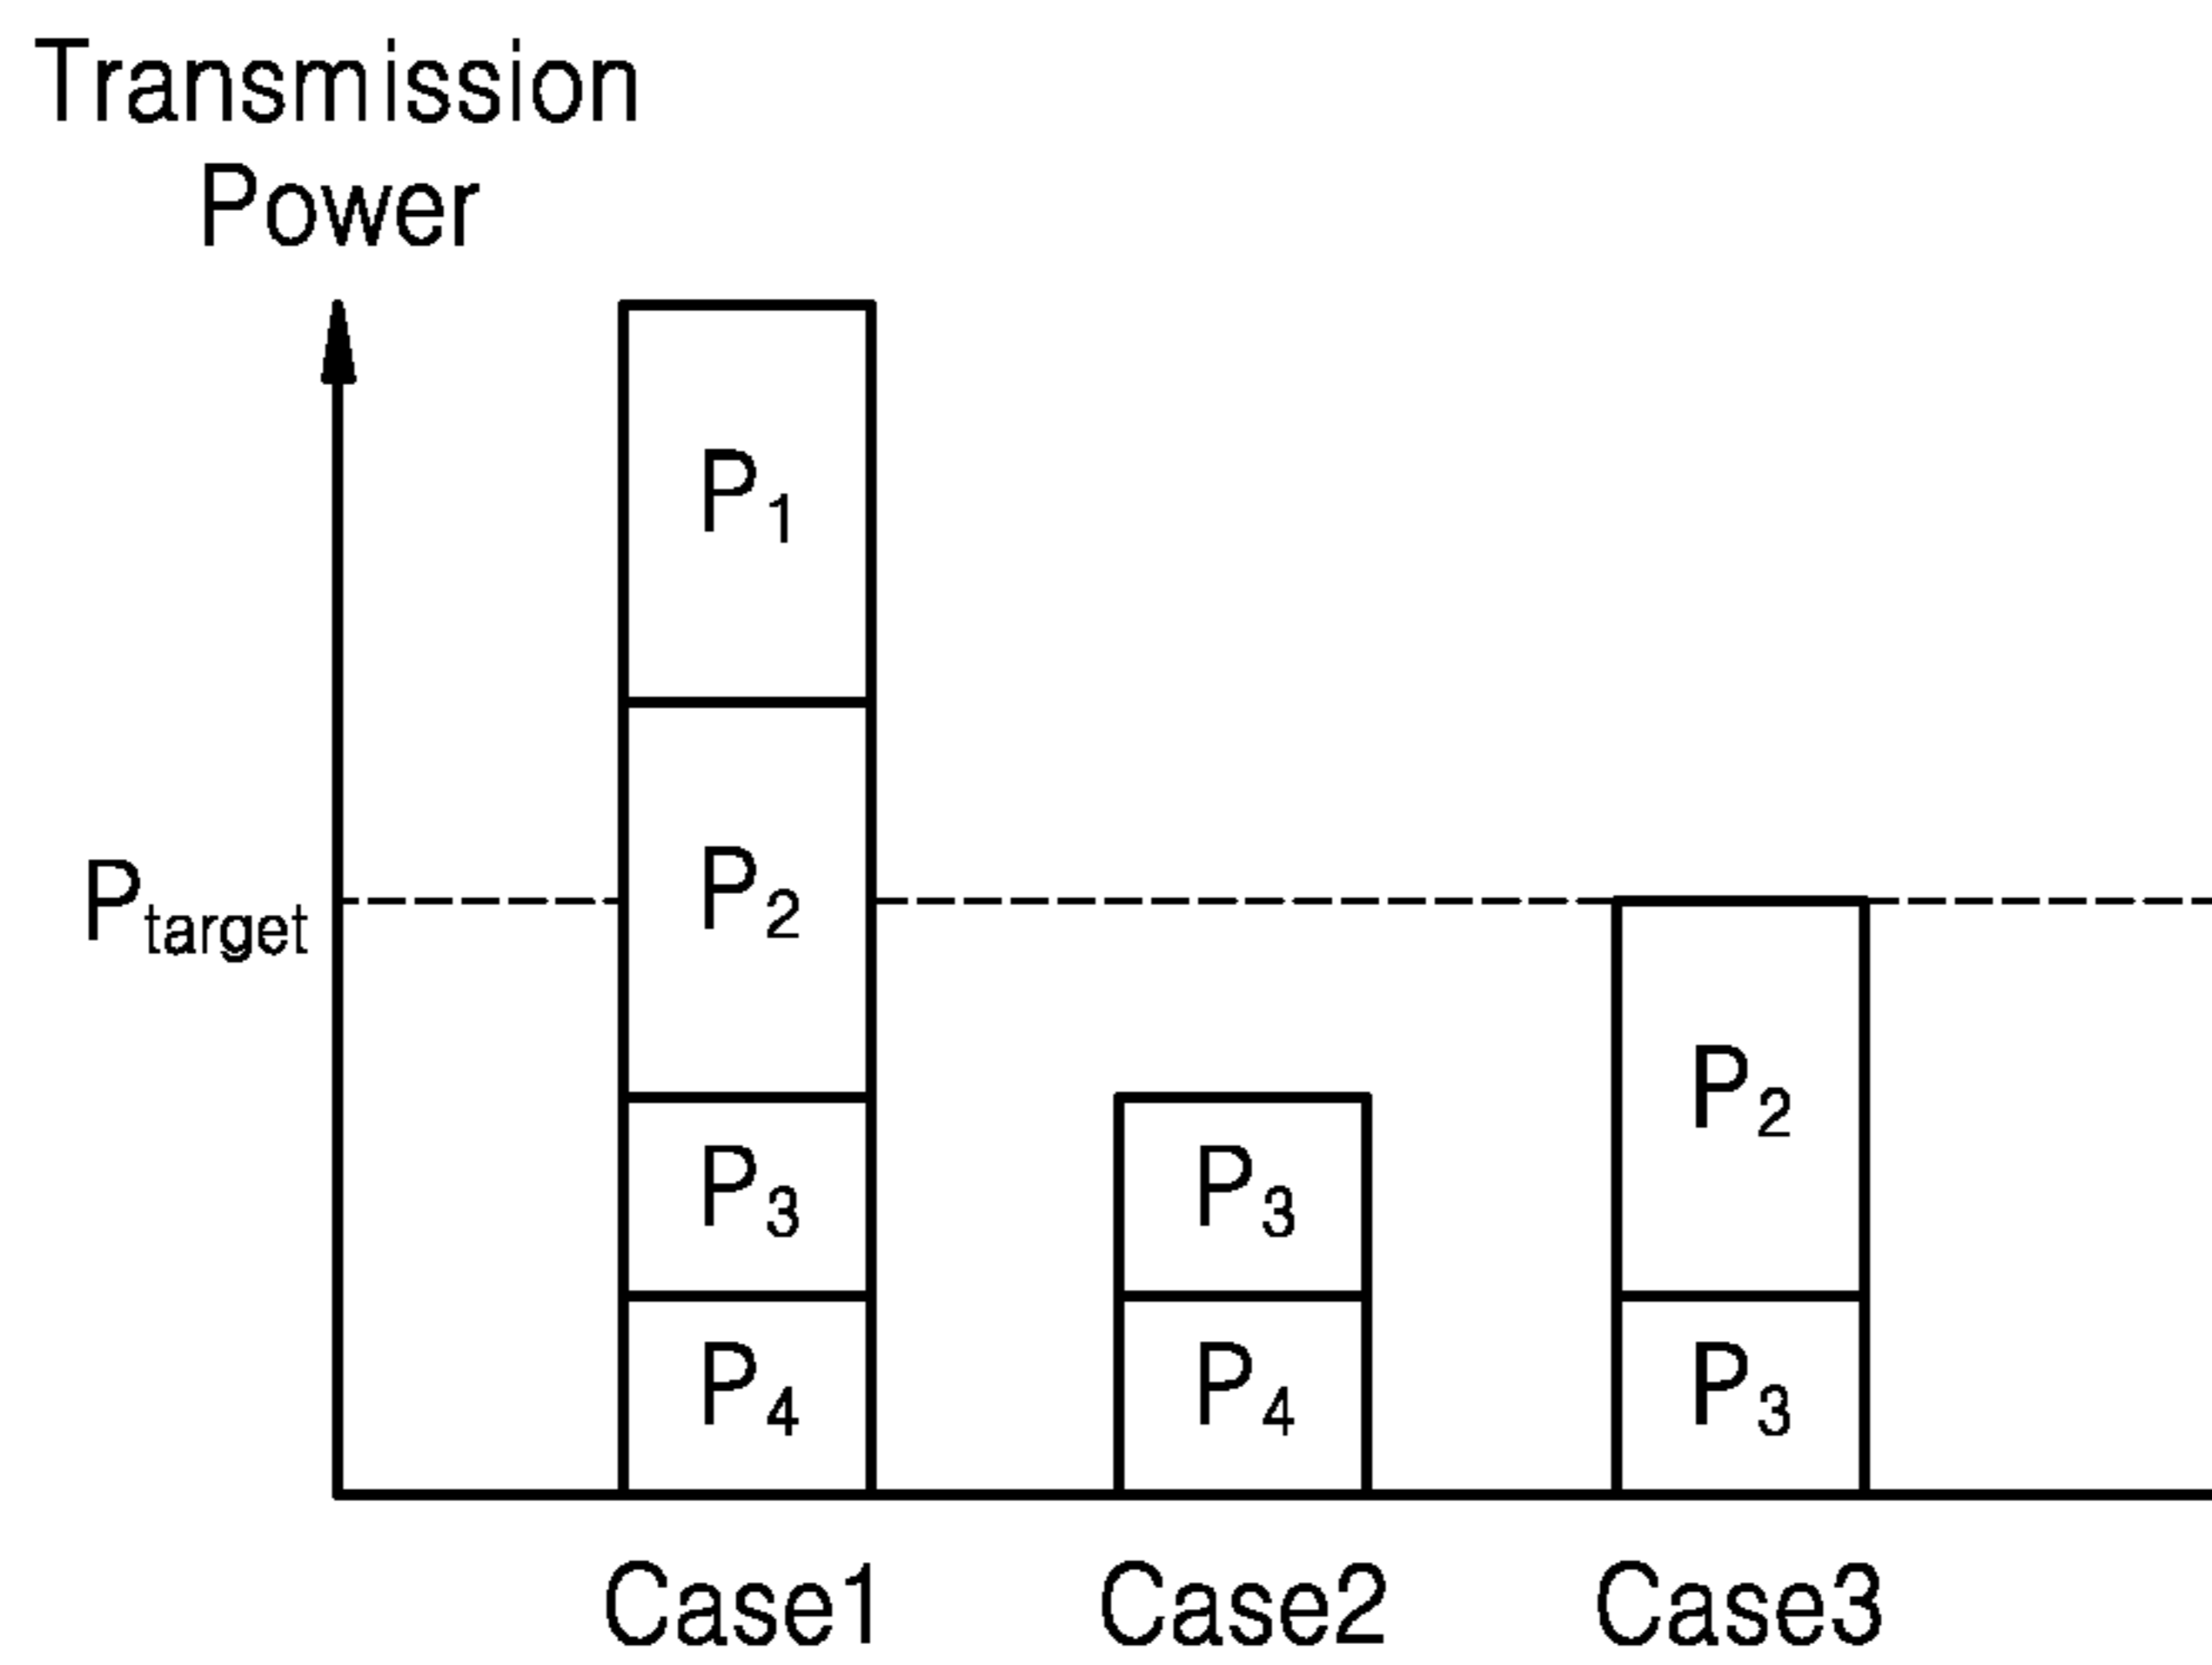 Transmission
Power
P1
P2
Ptarget
P2
P3
P3
P4
P4
P3
Case1
Case2
Case3